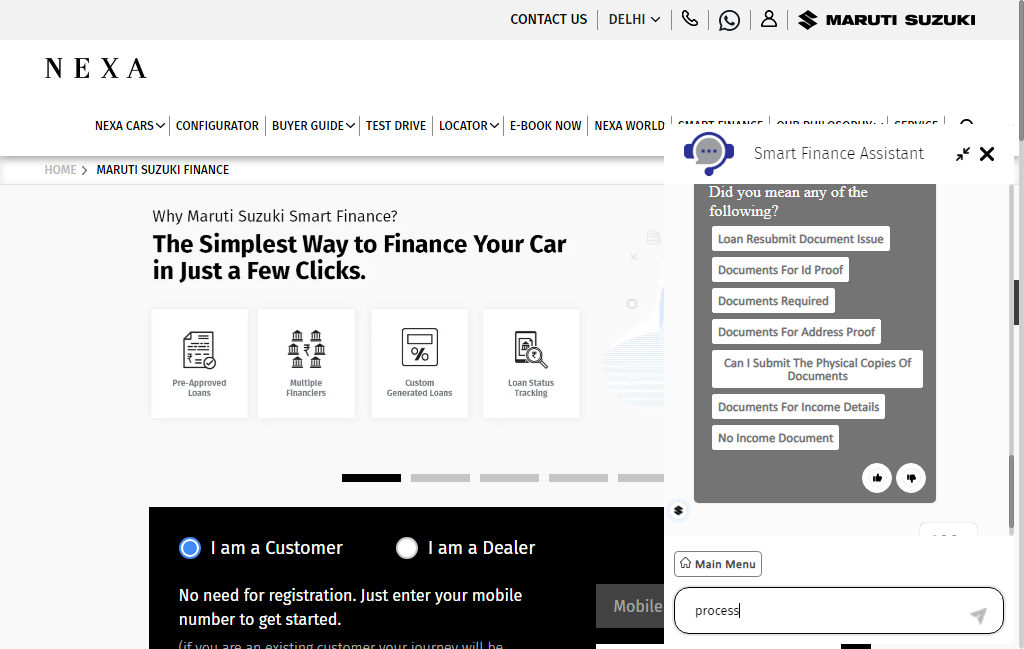 CONTACT US
DELHI
MARUTI SUZUKI
NEXA
NEXA CARS
CONFIGURATOR
BUYER GUIDE
TEST DRIVE
LOCATOR
E-BOOK NOW
NEXA WORLD
SMART FINANCE
OUR PHILOSOPHY
SERVICE
HOME
MARUTI SUZUKI FINANCE
Why Maruti Suzuki Smart Finance?
The Simplest Way to Finance Your Car
in Just a Few Clicks.
Pre-Approved
Loans
Multiple
Financiers
Custom
Generated Loans
Loan Status
Tracking
I am a Customer
I am a Dealer
No need for registration. Just enter your mobile
number to get started.
(if you are an existing customer your journey will be
Mobile
Smart Finance Assistant
Did you mean any of the
following?
Loan Resubmit Document Issue
Documents For Id Proof
Documents Required
Documents For Address Proof
Can I Submit The Physical Copies Of
Documents
Documents For Income Details
No Income Document
Main Menu
process